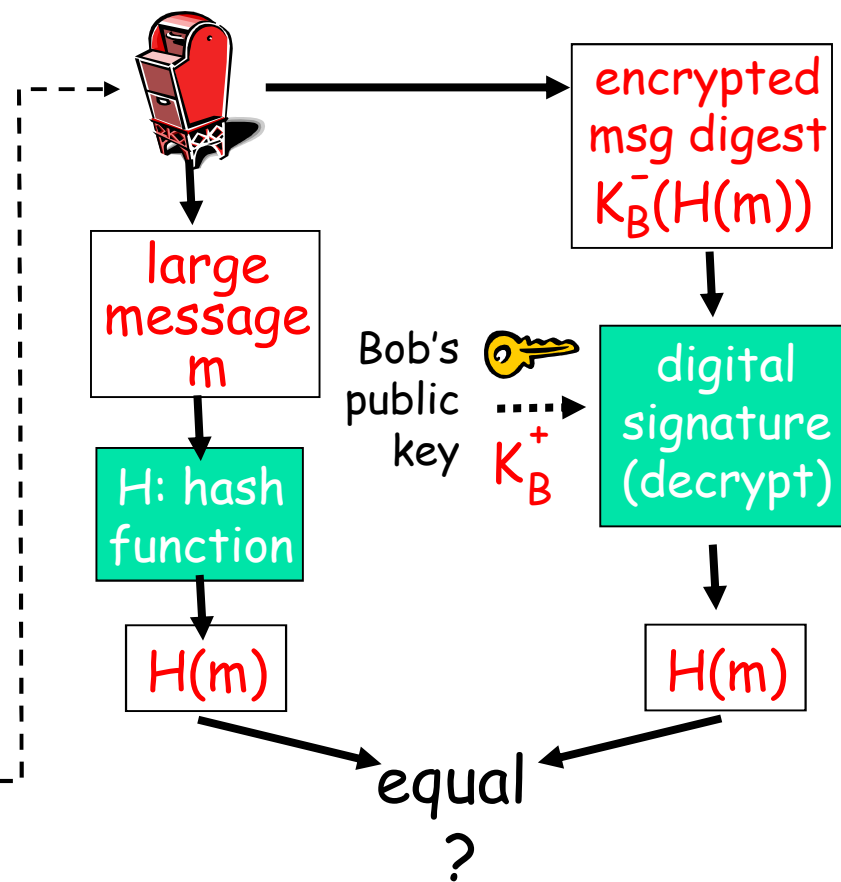 encrypted
msg digest
K_B^-(H(m))
large
message
m
Bob's
public
key
K_B^+
digital
signature
(decrypt)
H: hash
function
H(m)
H(m)
equal
?